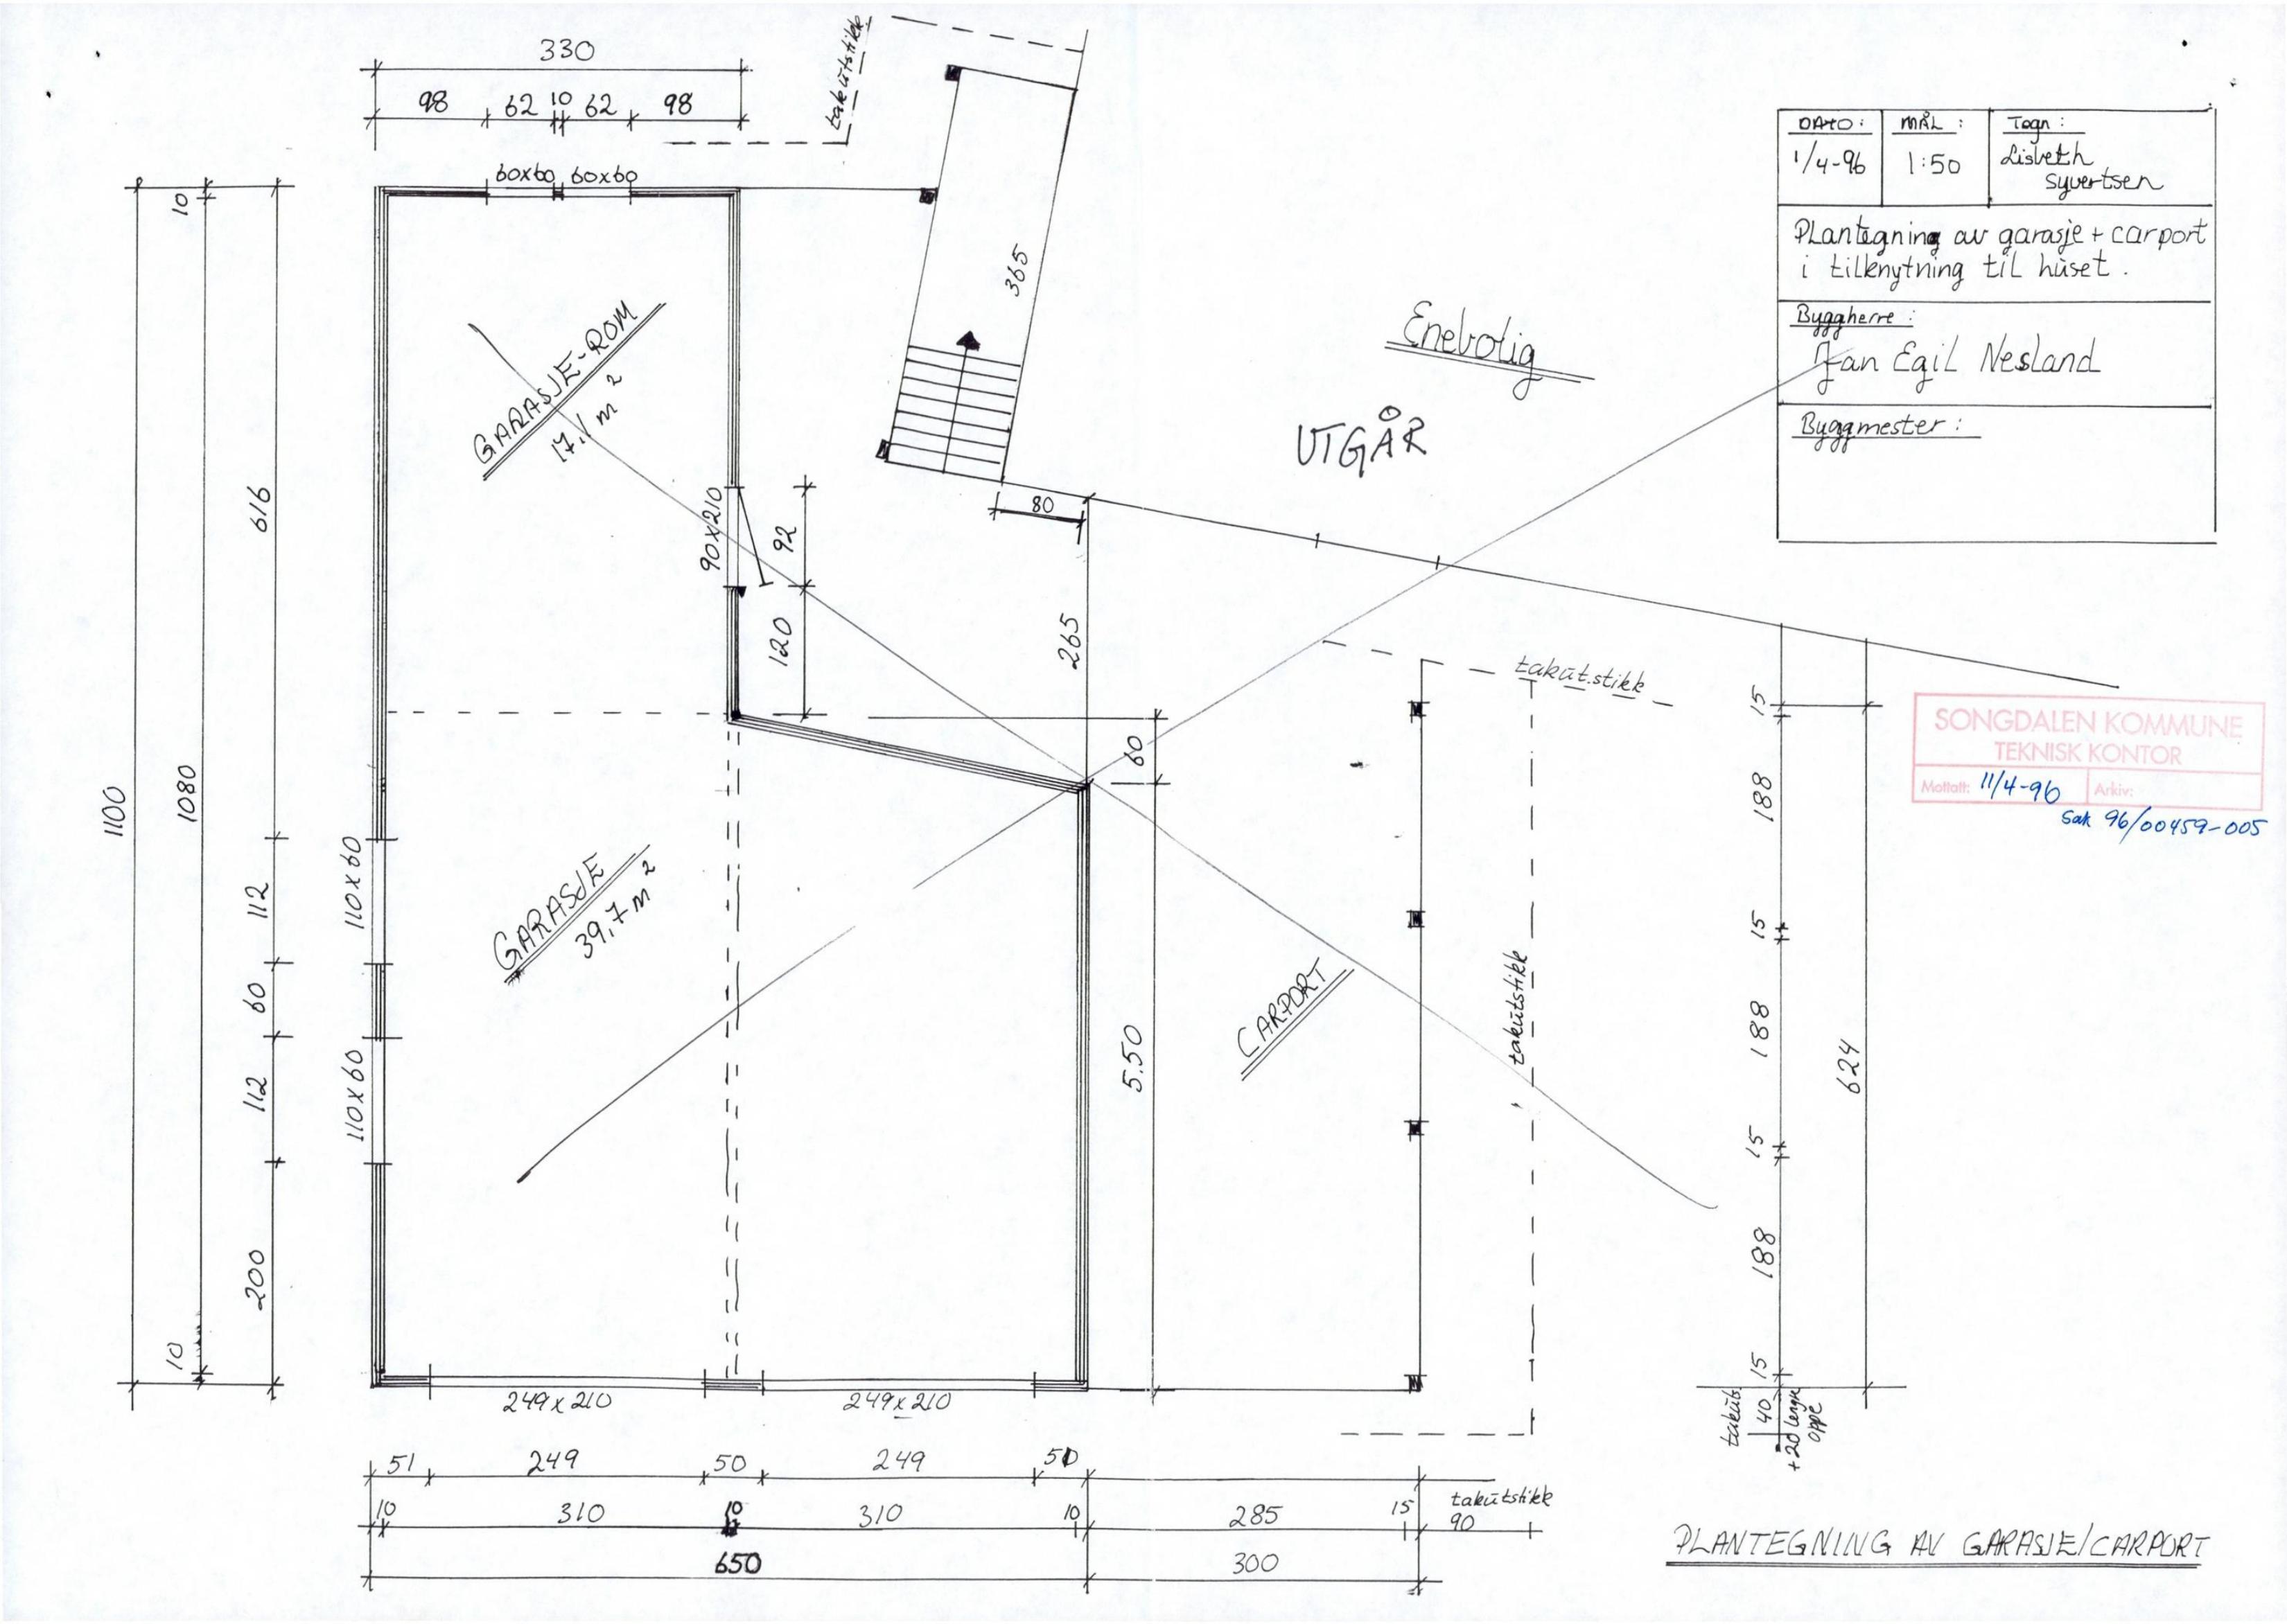 330
98 62 10 62 98
60x60 60x60
takutstikk
DATO:
1/4-96
MÅL:
1:50
Tegn:
Lisbeth
Syvertsen
Plantegning av garasje + carport
i tilknytning til huset.
Byggherre:
Jan Egil Nesland
Byggmester:
GARASJE-ROM
17,1 m²
365
Enebolig
UTGÅR
80
90x210
92
120
265
60
5.50
10
616
1100
1080
110x60
112
60
110x60
112
200
10
GARASJE
39,7 m²
CARPORT
takut.stikk
takutstikk
15
188
15
188
15
188
15
624
takuts.
40
+20 lengre
oppe
SONGDALEN KOMMUNE
TEKNISK KONTOR
Mottatt: 11/4-96 Arkiv:
Sak 96/00459-005
249x210 249x210
51 249 50 249 50
10 310 10 310 10 285 15 takutstikk
90
650 300
PLANTEGNING AV GARASJE/CARPORT